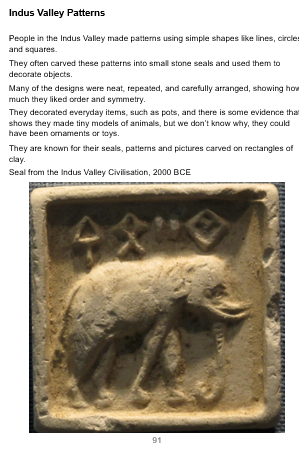 Indus Valley Patterns
People in the Indus Valley made patterns using simple shapes like lines, circles
and squares.
They often carved these patterns into small stone seals and used them to
decorate objects.
Many of the designs were neat, repeated, and carefully arranged, showing how
much they liked order and symmetry.
They decorated everyday items, such as pots, and there is some evidence that
shows they made tiny models of animals, but we don't know why, they could
have been ornaments or toys.
They are known for their seals, patterns and pictures carved on rectangles of
clay.
Seal from the Indus Valley Civilisation, 2000 BCE
91